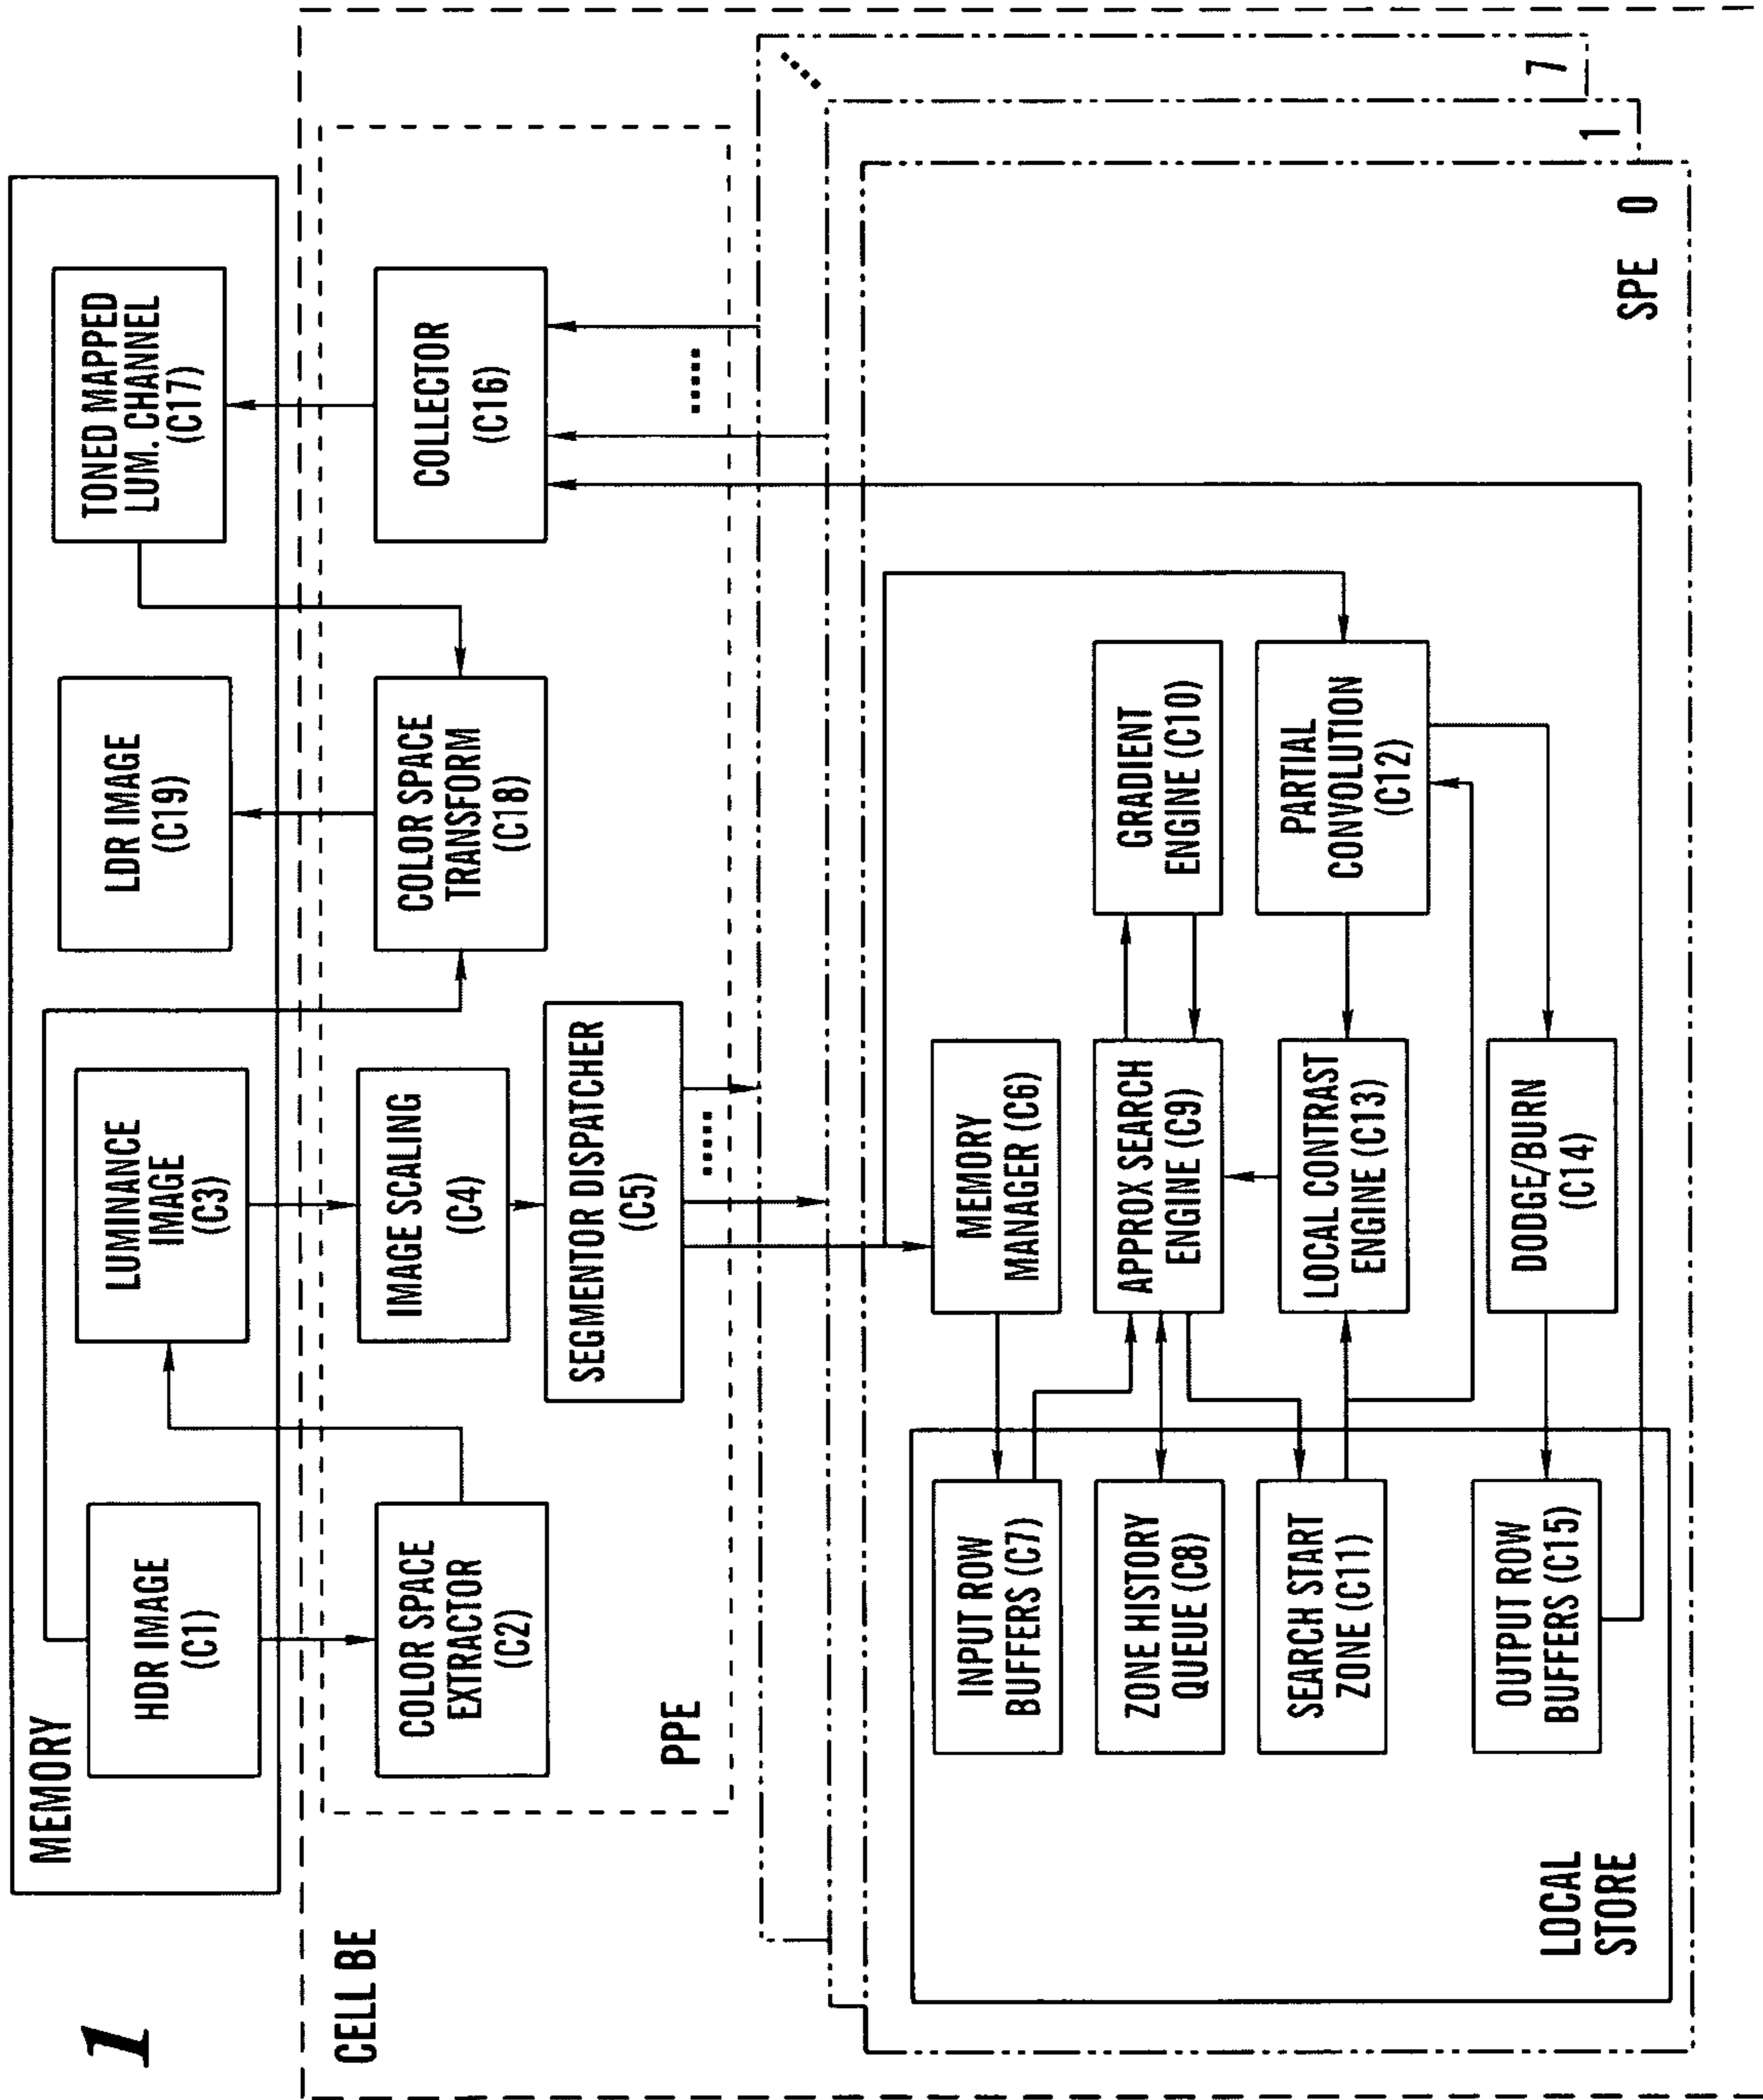 1
MEMORY
HDR IMAGE
(C1)
LUMINANCE
IMAGE
(C3)
LDR IMAGE
(C19)
TONED MAPPED
LUM. CHANNEL
(C17)
CELL BE
COLOR SPACE
EXTRACTOR
(C2)
IMAGE SCALING
(C4)
COLOR SPACE
TRANSFORM
(C18)
COLLECTOR
(C16)
SEGMENTOR DISPATCHER
(C5)
PPE
INPUT ROW
BUFFERS (C7)
MEMORY
MANAGER (C6)
ZONE HISTORY
QUEUE (C8)
APPROX SEARCH
ENGINE (C9)
GRADIENT
ENGINE (C10)
SEARCH START
ZONE (C11)
LOCAL CONTRAST
ENGINE (C13)
PARTIAL
CONVOLUTION
(C12)
OUTPUT ROW
BUFFERS (C15)
DODGE/BURN
(C14)
LOCAL
STORE
SPE 0
1
7